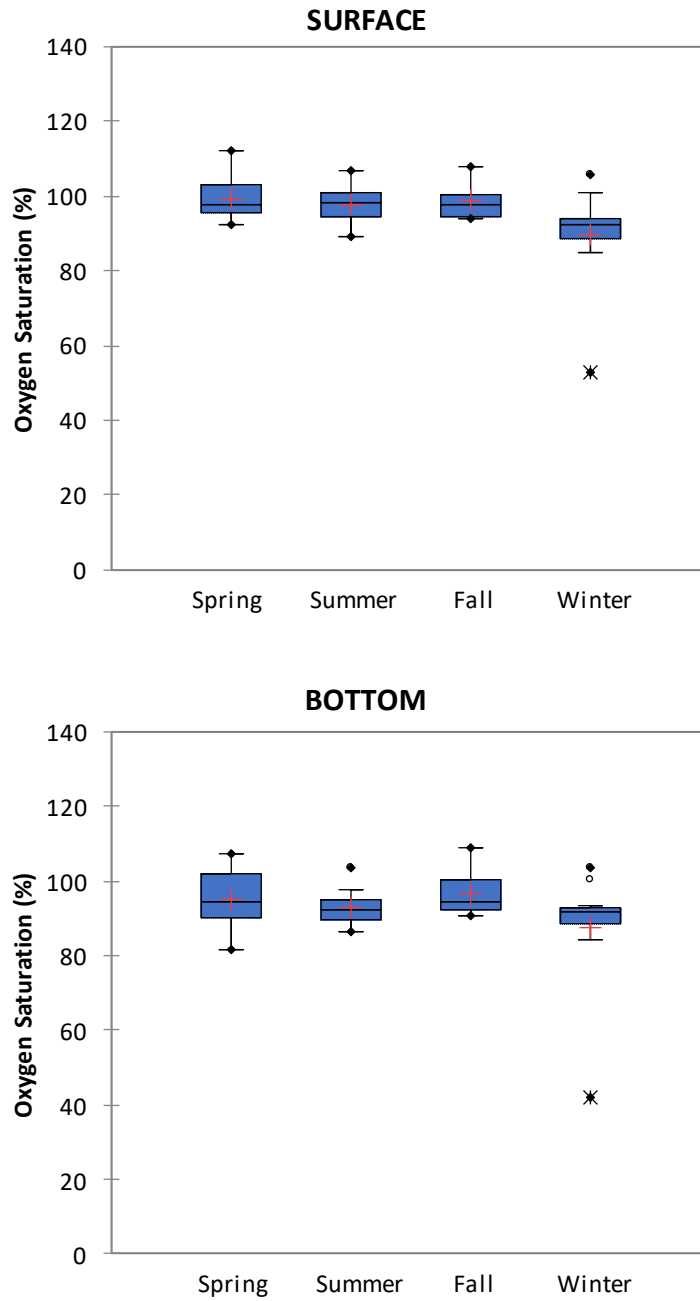 SURFACE
140
120
100
80
60
40
20
0
Oxygen Saturation (%)
Spring Summer Fall Winter
BOTTOM
140
120
100
80
60
40
20
0
Oxygen Saturation (%)
Spring Summer Fall Winter